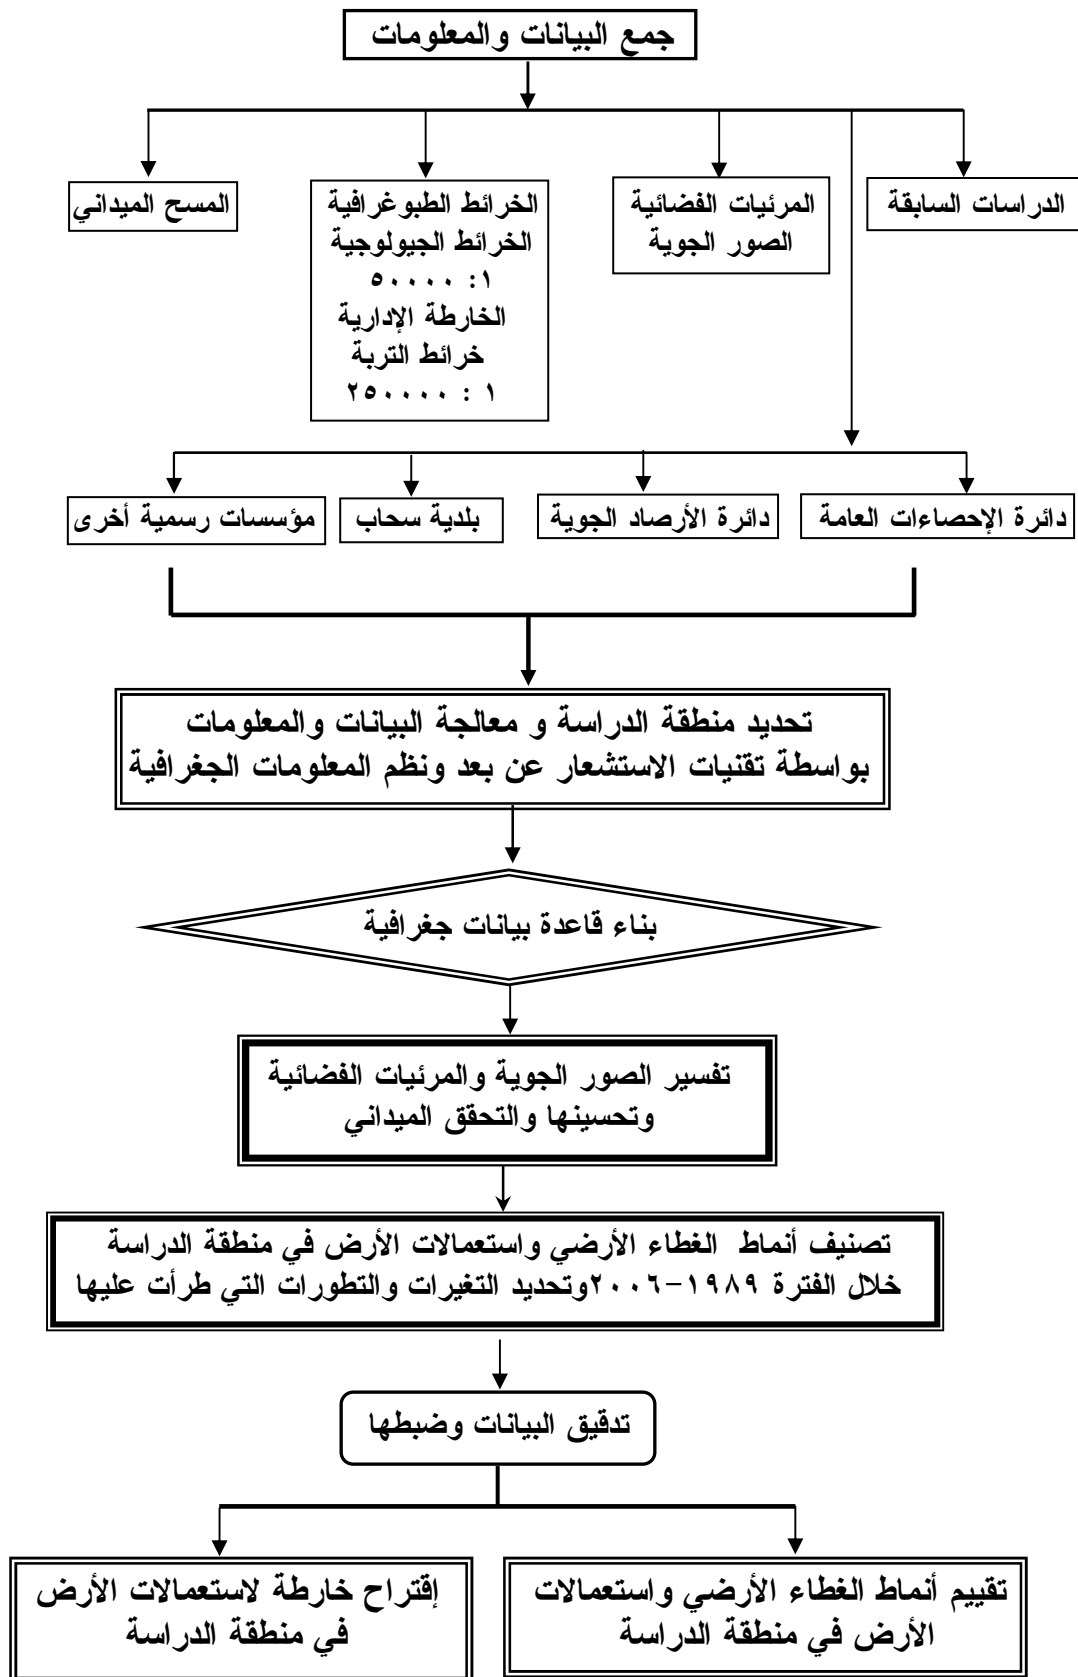 جمع البيانات والمعلومات
الدراسات السابقة
المرئيات الفضائية
الصور الجوية
الخرائط الطبوغرافية
الخرائط الجيولوجية
١: ٥٠٠٠٠
الخارطة الإدارية
خرائط التربة
١ : ٢٥٠٠٠٠
المسح الميداني
دائرة الإحصاءات العامة
دائرة الأرصاد الجوية
بلدية سحاب
مؤسسات رسمية أخرى
تحديد منطقة الدراسة و معالجة البيانات والمعلومات
بواسطة تقنيات الاستشعار عن بعد ونظم المعلومات الجغرافية
بناء قاعدة بيانات جغرافية
تفسير الصور الجوية والمرئيات الفضائية
وتحسينها والتحقق الميداني
تصنيف أنماط الغطاء الأرضي واستعمالات الأرض في منطقة الدراسة
خلال الفترة ١٩٨٩-٢٠٠٦وتحديد التغيرات والتطورات التي طرأت عليها
تدقيق البيانات وضبطها
تقييم أنماط الغطاء الأرضي واستعمالات
الأرض في منطقة الدراسة
إقتراح خارطة لاستعمالات الأرض
في منطقة الدراسة